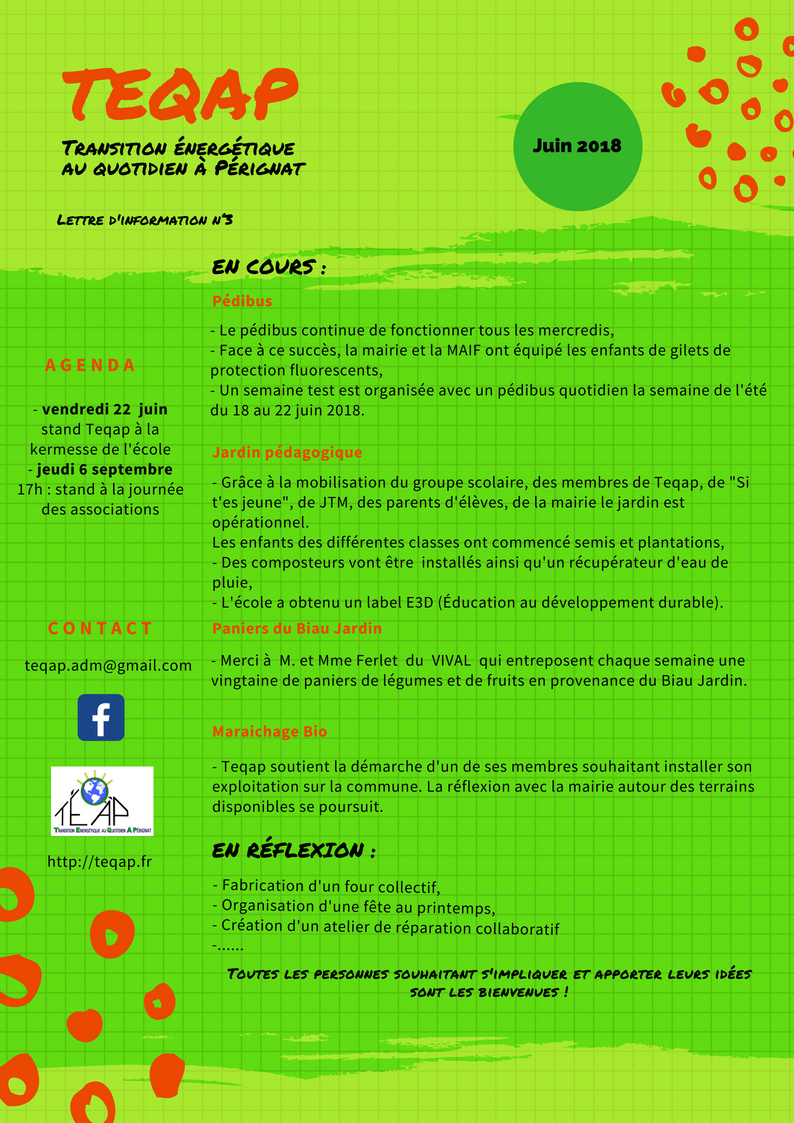 TEQAP
Transition énergétique
au quotidien à Pérignat
Juin 2018
Lettre d'information n°3
EN COURS :
Pédibus
- Le pédibus continue de fonctionner tous les mercredis,
- Face à ce succès, la mairie et la MAIF ont équipé les enfants de gilets de
protection fluorescents,
- Un semaine test est organisée avec un pédibus quotidien la semaine de l'été
du 18 au 22 juin 2018.
Jardin pédagogique
- Grâce à la mobilisation du groupe scolaire, des membres de Teqap, de "Si
t'es jeune", de JTM, des parents d'élèves, de la mairie le jardin est
opérationnel.
Les enfants des différentes classes ont commencé semis et plantations,
- Des composteurs vont être installés ainsi qu'un récupérateur d'eau de
pluie,
- L'école a obtenu un label E3D (Éducation au développement durable).
Paniers du Biau Jardin
- Merci à M. et Mme Ferlet du VIVAL qui entreposent chaque semaine une
vingtaine de paniers de légumes et de fruits en provenance du Biau Jardin.
Maraichage Bio
- Teqap soutient la démarche d'un de ses membres souhaitant installer son
exploitation sur la commune. La réflexion avec la mairie autour des terrains
disponibles se poursuit.
EN RÉFLEXION :
- Fabrication d'un four collectif,
- Organisation d'une fête au printemps,
- Création d'un atelier de réparation collaboratif
-......
Toutes les personnes souhaitant s'impliquer et apporter leurs idées
sont les bienvenues !
AGENDA
- vendredi 22 juin
stand Teqap à la
kermesse de l'école
- jeudi 6 septembre
17h : stand à la journée
des associations
CONTACT
teqap.adm@gmail.com
f
TÉQAP
Transition Energétique au Quotidien A Pérignat
http://teqap.fr